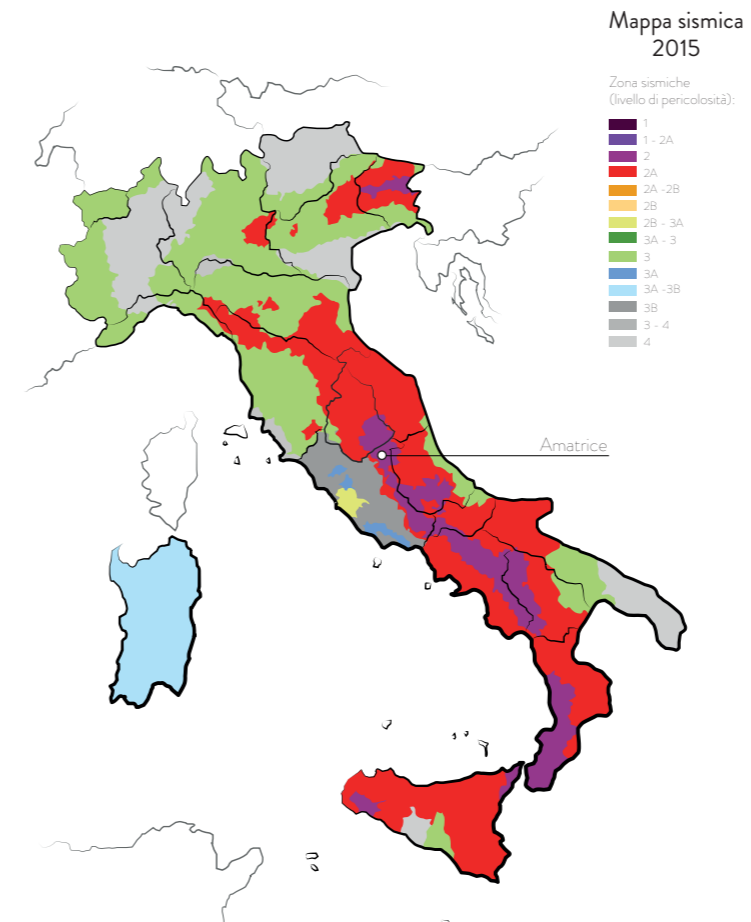 Mappa sismica
2015
Zona sismiche
(livello di pericolosità):
1
1 - 2A
2
2A
2A -2B
2B
2B - 3A
3A - 3
3
3A
3A -3B
3B
3 - 4
4
Amatrice